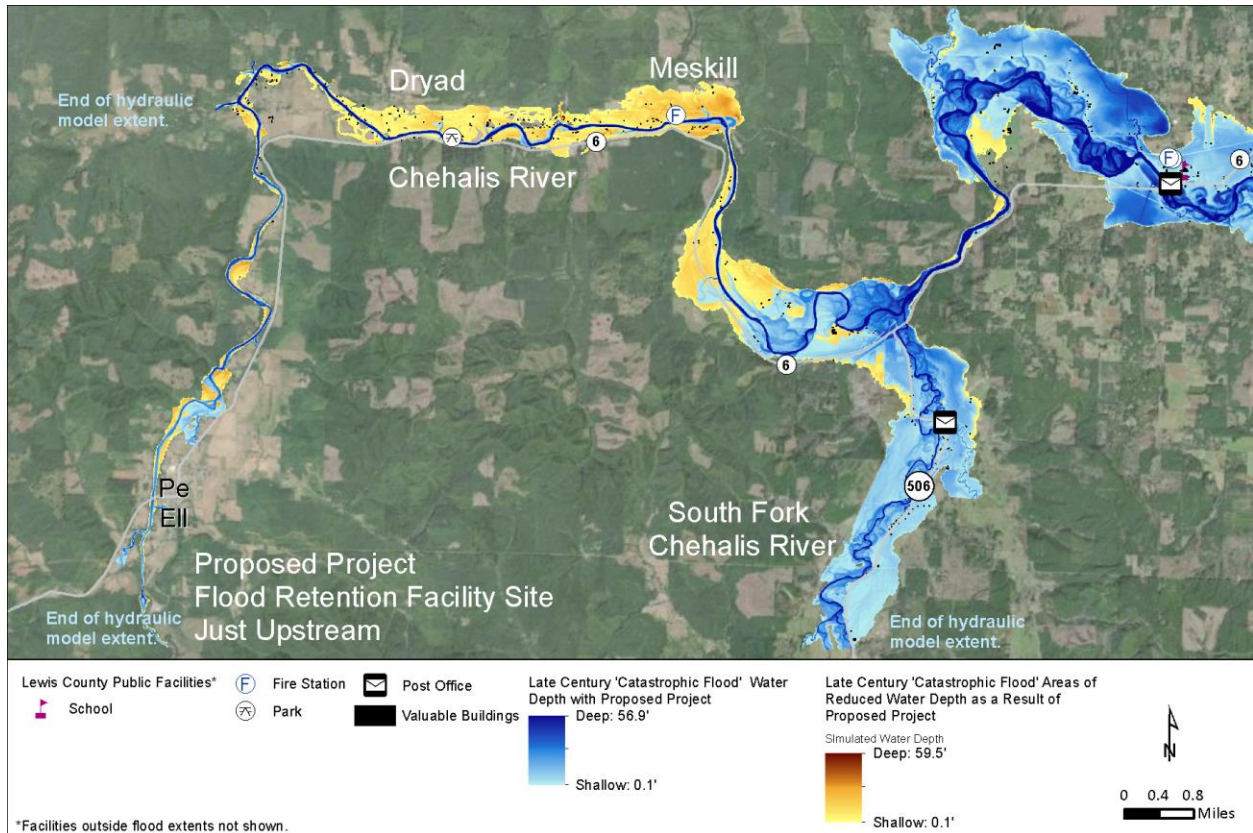 Dryad
Meskill
End of hydraulic
model extent.
F
6
Chehalis River
F
6
6
Pe
Ell
506
South Fork
Chehalis River
Proposed Project
Flood Retention Facility Site
Just Upstream
End of hydraulic
model extent.
End of hydraulic
model extent.
Lewis County Public Facilities*
School
F Fire Station
Park
Post Office
Valuable Buildings
Late Century 'Catastrophic Flood' Water
Depth with Proposed Project
Deep: 56.9'
Shallow: 0.1'
Late Century 'Catastrophic Flood' Areas of
Reduced Water Depth as a Result of
Proposed Project
Simulated Water Depth
Deep: 59.5'
Shallow: 0.1'
N
0 0.4 0.8
Miles
*Facilities outside flood extents not shown.